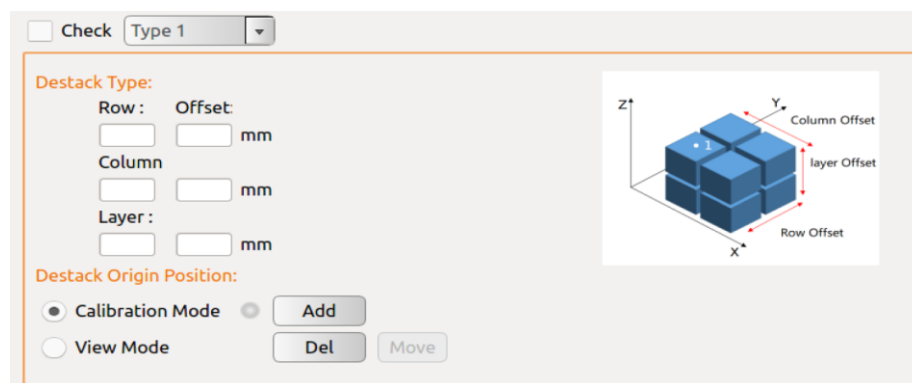 Check Type 1
Destack Type:
Row : Offset:
mm
Column
mm
Layer :
mm
Destack Origin Position:
Calibration Mode Add
View Mode Del Move
Z
Y
Column Offset
1
layer Offset
Row Offset
X